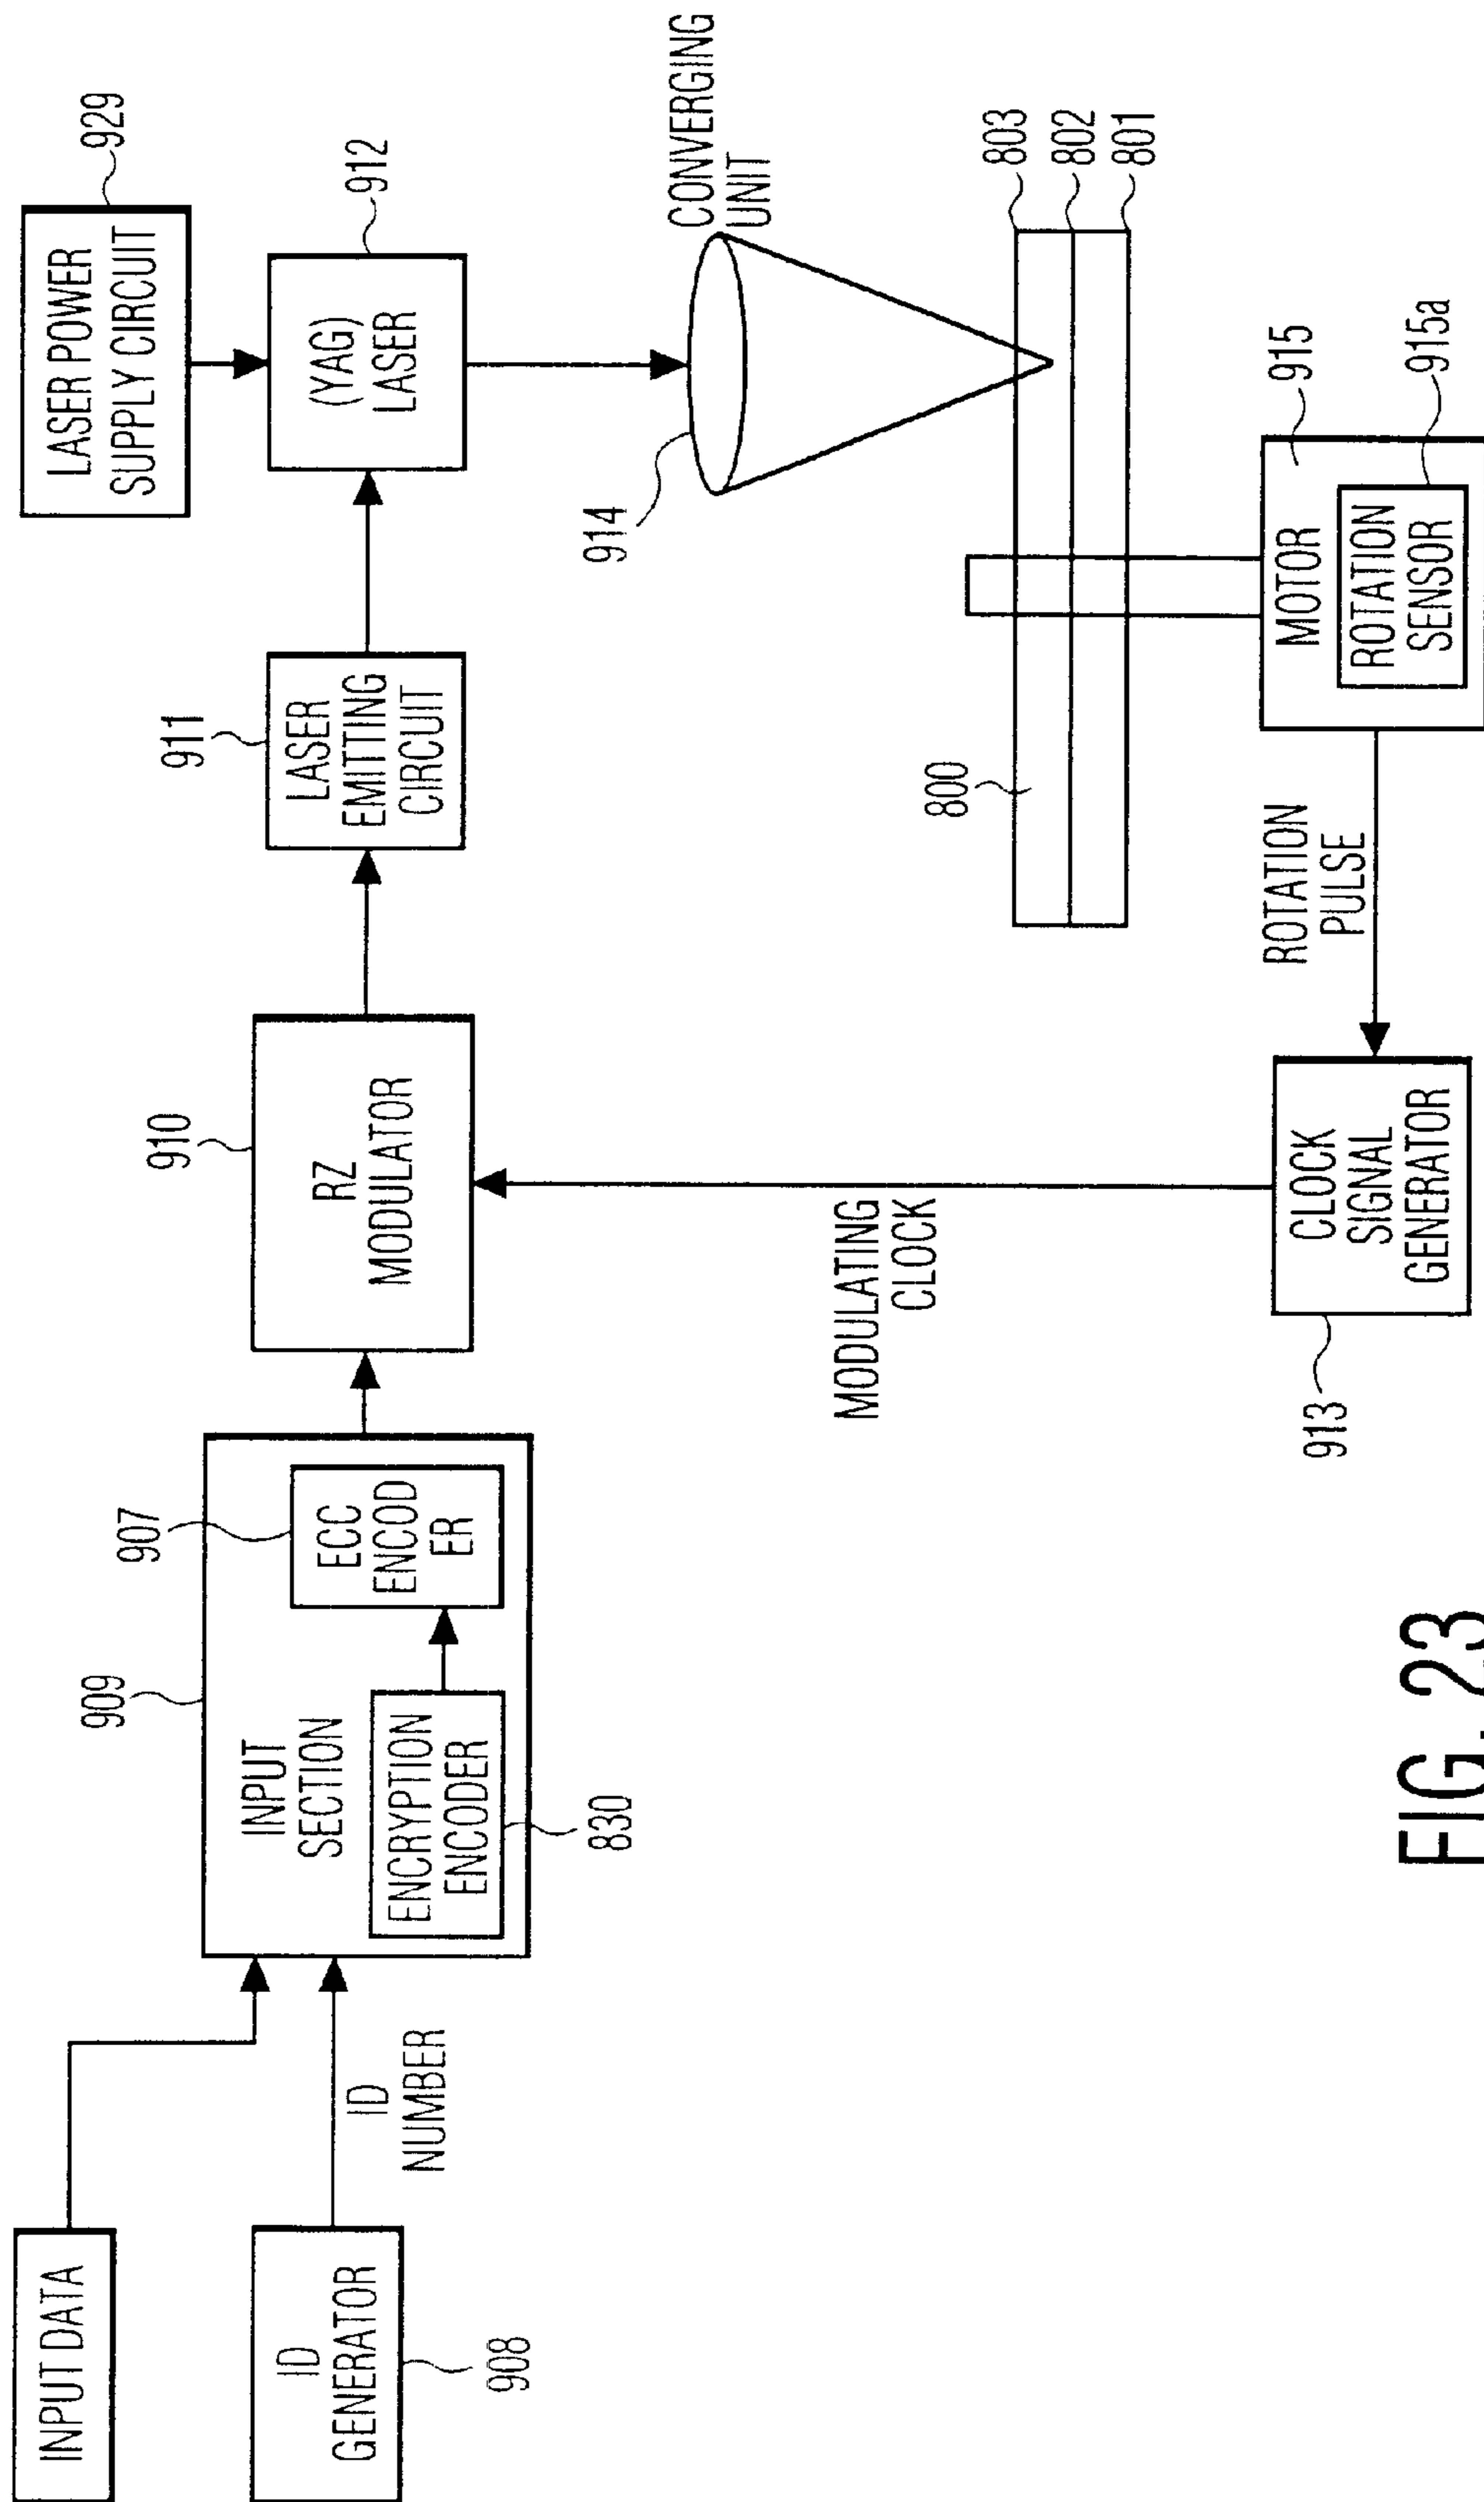 INPUT DATA
ID
GENERATOR
908
ID
NUMBER
909
INPUT
SECTION
ENCRYPTION
ENCODER
830
907
ECC
ENCOD
ER
910
RZ
MODULATOR
MODULATING
CLOCK
911
LASER
EMITTING
CIRCUIT
LASER POWER
SUPPLY CIRCUIT
929
(YAG)
LASER
912
914
CONVERGING
UNIT
800
803
802
801
MOTOR
915
ROTATION
SENSOR
915a
ROTATION
PULSE
CLOCK
SIGNAL
GENERATOR
913
FIG. 23